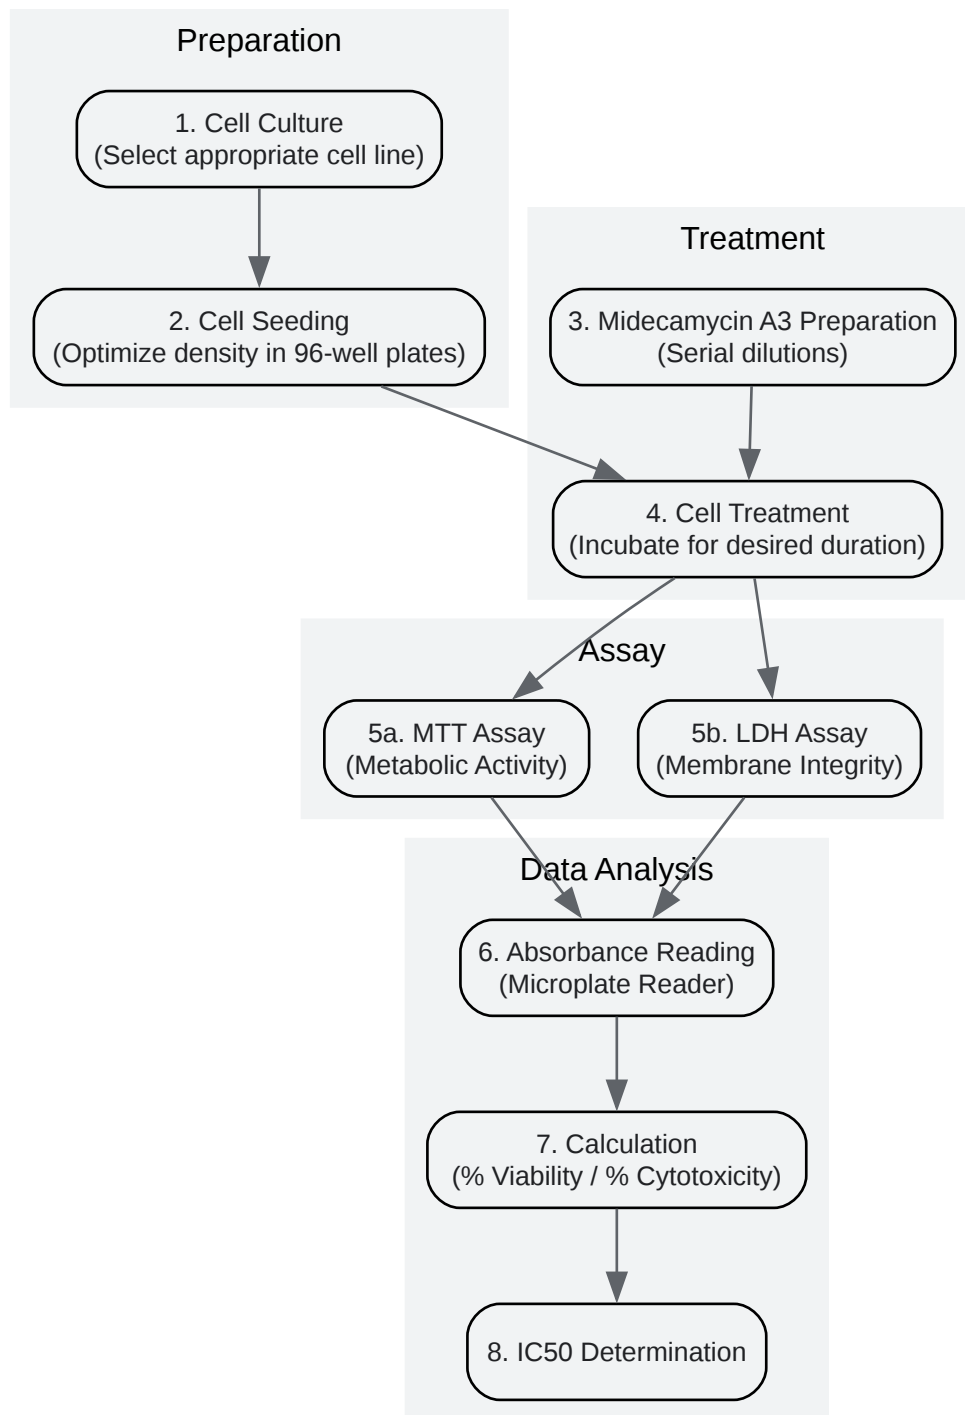 Preparation
1. Cell Culture
(Select appropriate cell line)
2. Cell Seeding
(Optimize density in 96-well plates)
Treatment
3. Midecamycin A3 Preparation
(Serial dilutions)
4. Cell Treatment
(Incubate for desired duration)
Assay
5a. MTT Assay
(Metabolic Activity)
5b. LDH Assay
(Membrane Integrity)
Data Analysis
6. Absorbance Reading
(Microplate Reader)
7. Calculation
(% Viability / % Cytotoxicity)
8. IC50 Determination